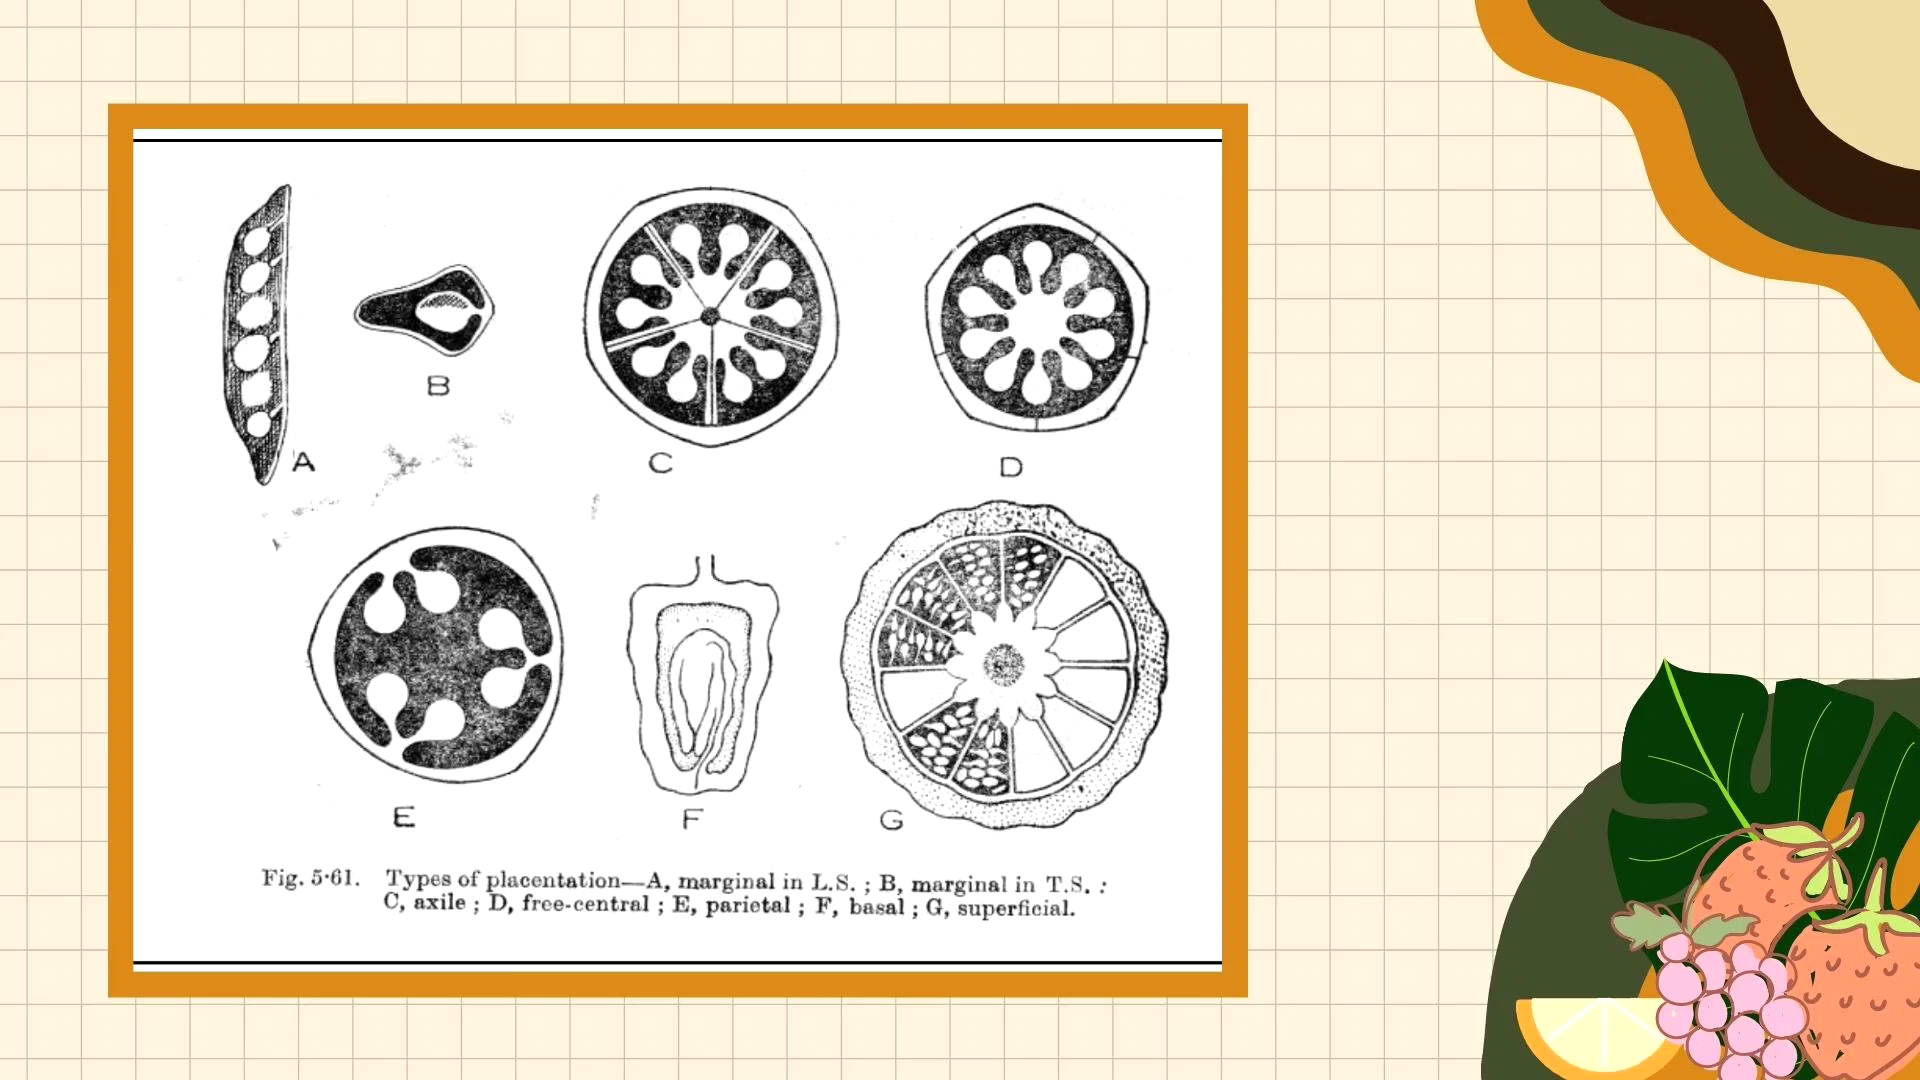 A
B
C
D
E
F
G
Fig. 5·61. Types of placentation—A, marginal in L.S. ; B, marginal in T.S. :
C, axile ; D, free-central ; E, parietal ; F, basal ; G, superficial.